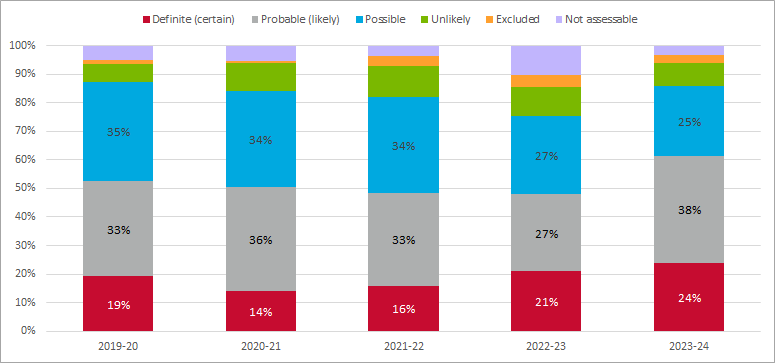 Definite (certain) Probable (likely) Possible Unlikely Excluded Not assessable
100%
90%
80%
70%
60%
50%
40%
30%
20%
10%
0%
35% 34% 34% 27% 25%
33% 36% 33% 27% 38%
19% 14% 16% 21% 24%
2019-20 2020-21 2021-22 2022-23 2023-24